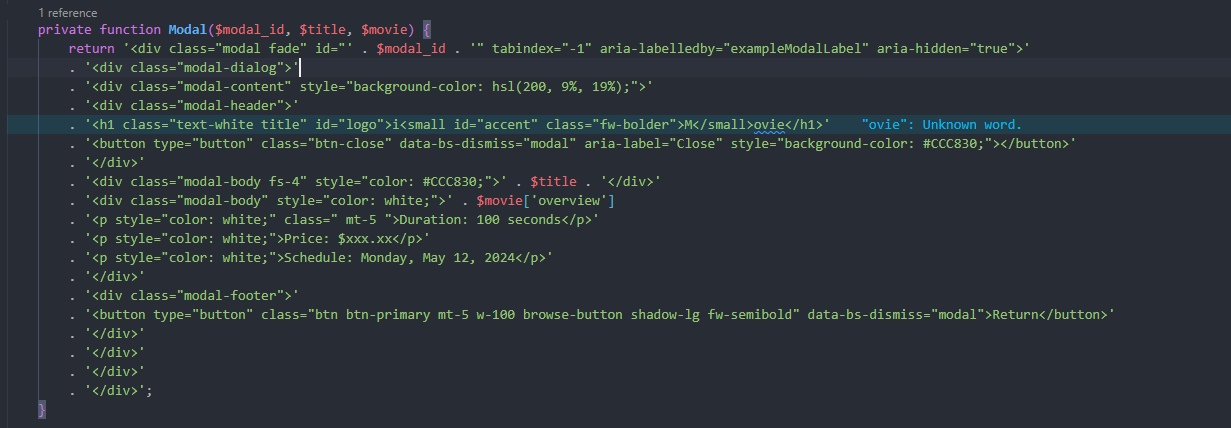 1 reference
private function Modal($modal_id, $title, $movie) {
return '<div class="modal fade" id="' . $modal_id . '" tabindex="-1" aria-labelledby="exampleModalLabel" aria-hidden="true">'
. '<div class="modal-dialog">'
. '<div class="modal-content" style="background-color: hsl(200, 9%, 19%);">'
. '<div class="modal-header">'
. '<h1 class="text-white title" id="logo">i<small id="accent" class="fw-bolder">M</small>ovie</h1>' "ovie": Unknown word.
. '<button type="button" class="btn-close" data-bs-dismiss="modal" aria-label="Close" style="background-color: #CCC830;"></button>'
. '</div>'
. '<div class="modal-body fs-4" style="color: #CCC830;">' . $title . '</div>'
. '<div class="modal-body" style="color: white;">' . $movie['overview']
. '<p style="color: white;" class=" mt-5 ">Duration: 100 seconds</p>'
. '<p style="color: white;">Price: $xxx.xx</p>'
. '<p style="color: white;">Schedule: Monday, May 12, 2024</p>'
. '</div>'
. '<div class="modal-footer">'
. '<button type="button" class="btn btn-primary mt-5 w-100 browse-button shadow-lg fw-semibold" data-bs-dismiss="modal">Return</button>'
. '</div>'
. '</div>'
. '</div>'
. '</div>';
}